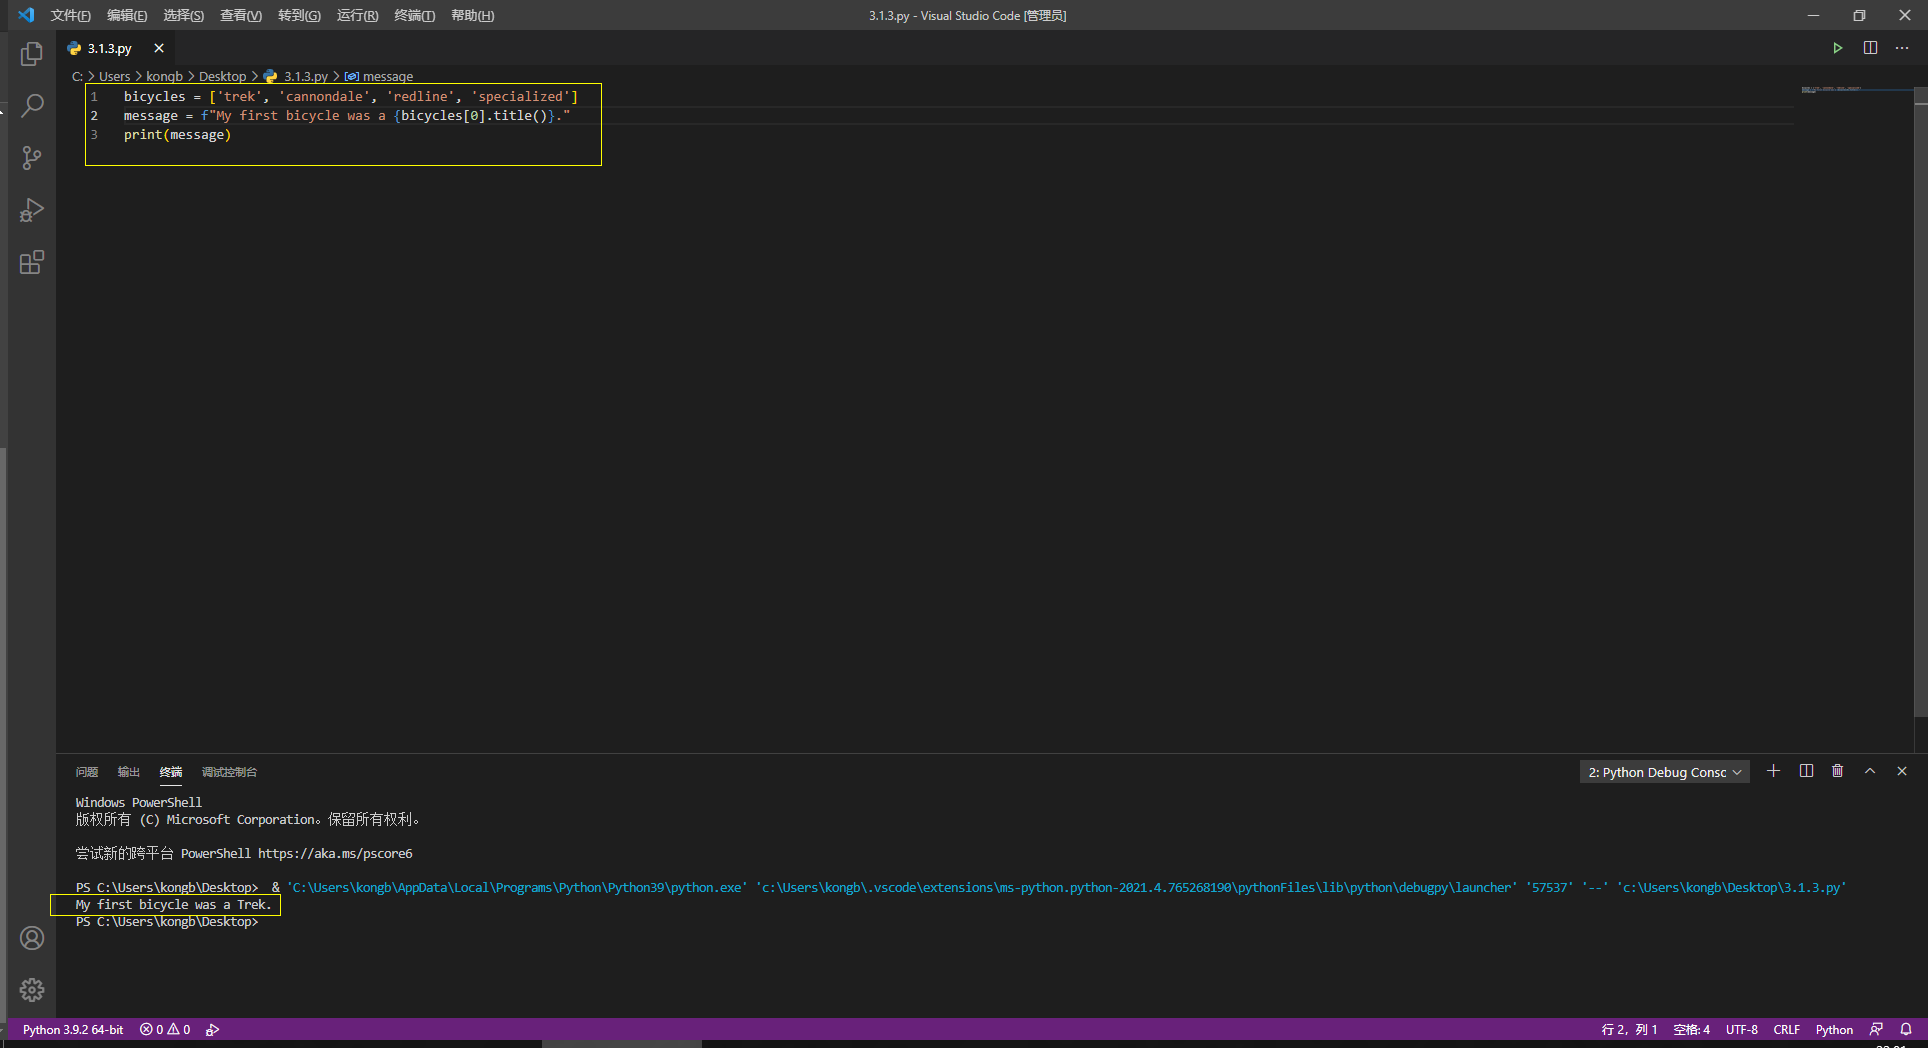 文件(F) 编辑(E) 选择(S) 查看(V) 转到(G) 运行(R) 终端(T) 帮助(H) 3.1.3.py - Visual Studio Code [管理员]
3.1.3.py
C: > Users > kongb > Desktop > 3.1.3.py > message
1 bicycles = ['trek', 'cannondale', 'redline', 'specialized']
2 message = f"My first bicycle was a {bicycles[0].title()}."
3 print(message)
问题 输出 终端 调试控制台 2: Python Debug Consc
Windows PowerShell
版权所有 (C) Microsoft Corporation。保留所有权利。
尝试新的跨平台 PowerShell https://aka.ms/pscore6
PS C:\Users\kongb\Desktop> & 'C:\Users\kongb\AppData\Local\Programs\Python\Python39\python.exe' 'c:\Users\kongb\.vscode\extensions\ms-python.python-2021.4.765268190\pythonFiles\lib\python\debugpy\launcher' '57537' '--' 'c:\Users\kongb\Desktop\3.1.3.py'
My first bicycle was a Trek.
PS C:\Users\kongb\Desktop>
Python 3.9.2 64-bit 0 0 行 2，列 1 空格: 4 UTF-8 CRLF Python